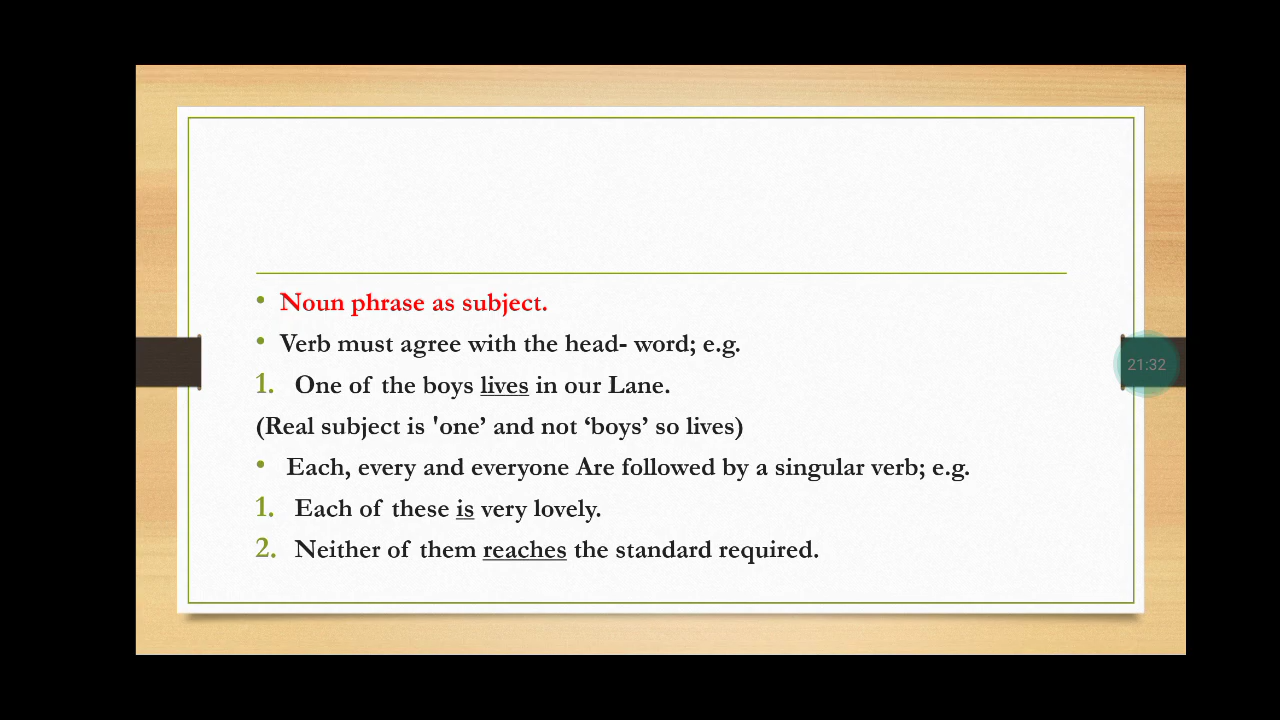 • Noun phrase as subject.
• Verb must agree with the head- word; e.g.
1. One of the boys lives in our Lane.
(Real subject is 'one’ and not ‘boys’ so lives)
• Each, every and everyone Are followed by a singular verb; e.g.
1. Each of these is very lovely.
2. Neither of them reaches the standard required.
21:32